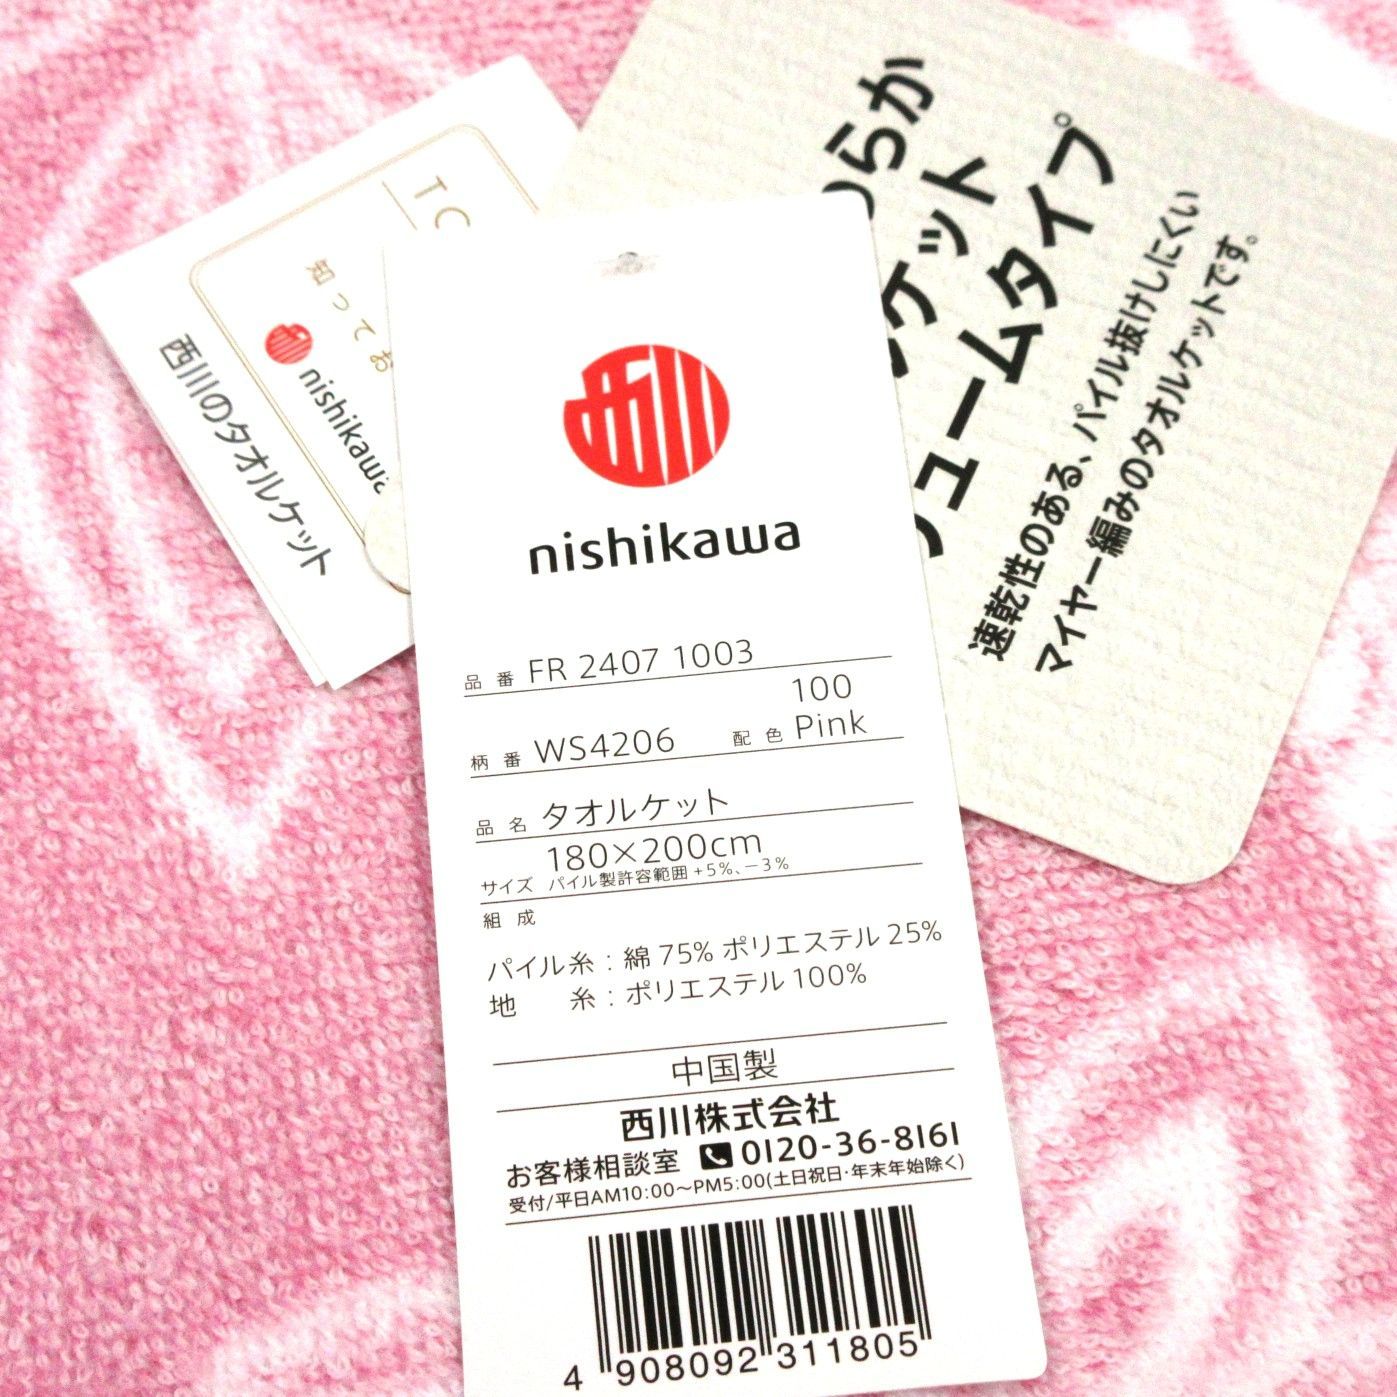 TO
知ってお
nishikawa
西川のタオルケット
らか
ケット
リュームタイプ
速乾性のある、パイル抜けしにくい
マイヤー編みのタオルケットです。
nishikawa
品番 FR 2407 1003
柄番 WS4206 配色 100 Pink
品名 タオルケット
サイズ 180×200cm
パイル製許容範囲 +5%、－3%
組成
パイル糸：綿 75% ポリエステル 25%
地　糸：ポリエステル 100%
中国製
西川株式会社
お客様相談室 0120-36-8161
受付/平日AM10:00〜PM5:00(土日祝日・年末年始除く)
4 908092 311805